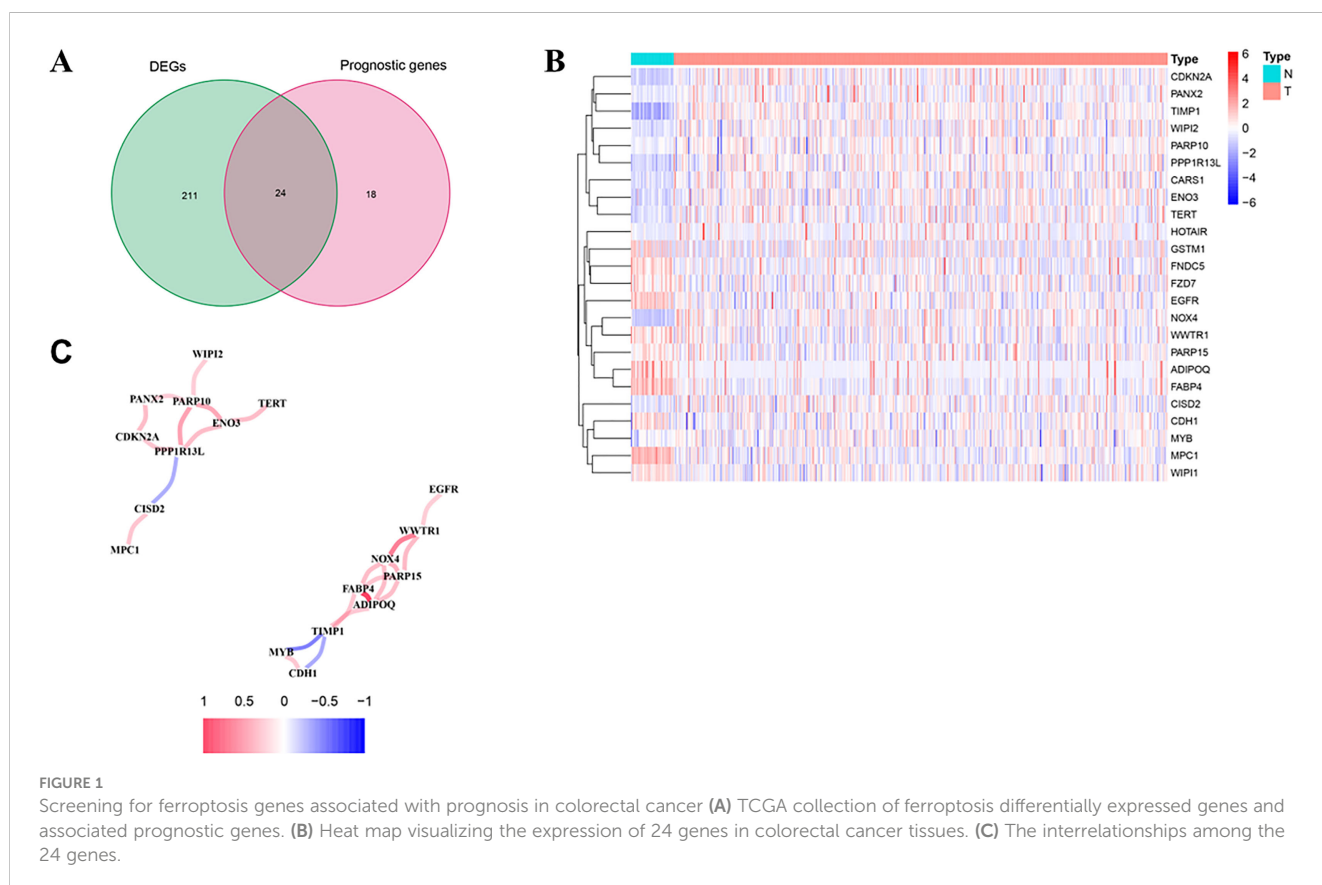 A
DEGs
Prognostic genes
211
24
18
B
Type
CDKN2A
PANX2
TIMP1
WIPI2
PARP10
PPP1R13L
CARS1
ENO3
TERT
HOTAIR
GSTM1
FNDC5
FZD7
EGFR
NOX4
WWTR1
PARP15
ADIPOQ
FABP4
CISD2
CDH1
MYB
MPC1
WIPI1
6
4
2
0
−2
−4
−6
Type
N
T
C
WIPI2
PANX2
PARP10
TERT
ENO3
CDKN2A
PPP1R13L
CISD2
MPC1
EGFR
WWTR1
NOX4
PARP15
FABP4
ADIPOQ
TIMP1
MYB
CDH1
1 0.5 0 −0.5 −1
FIGURE 1
Screening for ferroptosis genes associated with prognosis in colorectal cancer (A) TCGA collection of ferroptosis differentially expressed genes and
associated prognostic genes. (B) Heat map visualizing the expression of 24 genes in colorectal cancer tissues. (C) The interrelationships among the
24 genes.